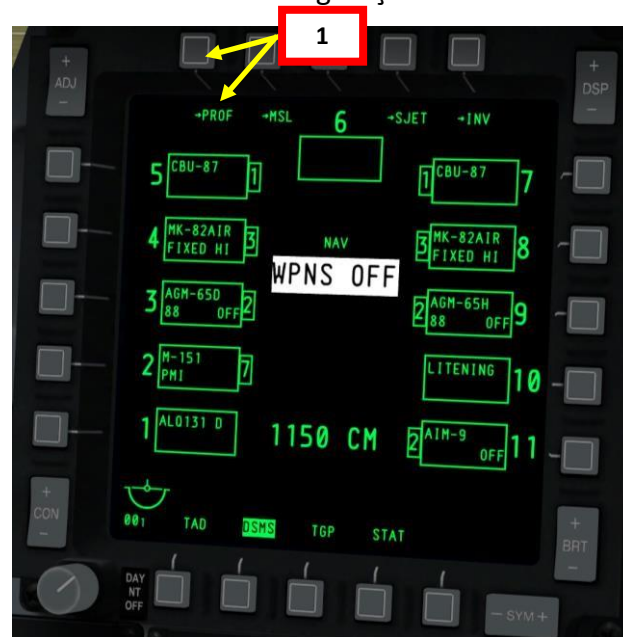 1
+
ADJ
-
+
DSP
-
→PROF →MSL 6 →SJET →INV
5 CBU-87 1
1 CBU-87 7
4 MK-82AIR
FIXED HI 3
NAV
3 MK-82AIR
FIXED HI 8
WPNS OFF
3 AGM-65D
88 OFF 2
2 AGM-65H
88 OFF 9
2 M-151
PMI 7
LITENING 10
1 ALQ131 D
1150 CM
2 AIM-9
OFF 11
+
CON
-
001 TAD DSMS TGP STAT
+
BRT
-
DAY
NT
OFF
- SYM +